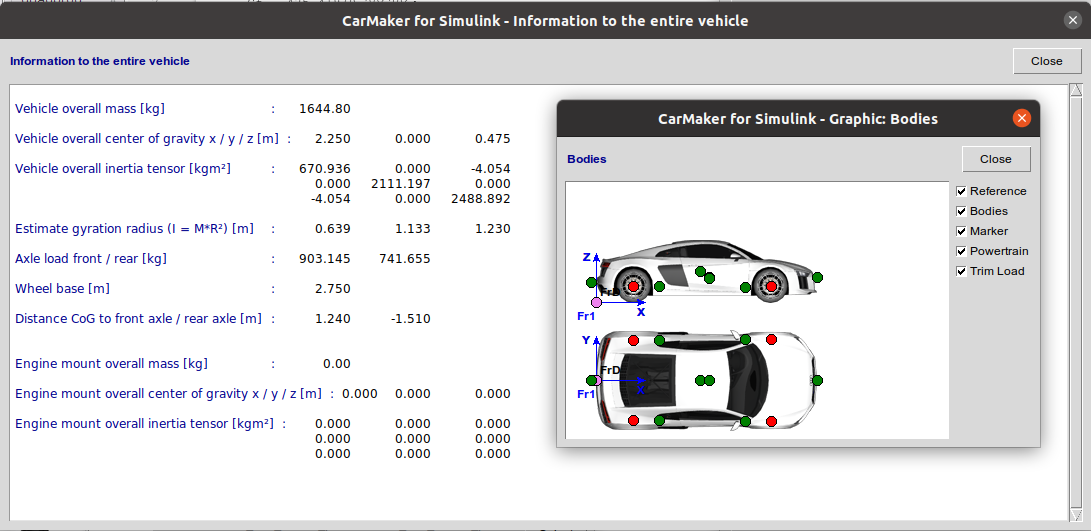 CarMaker for Simulink - Information to the entire vehicle
Information to the entire vehicle
Close
Vehicle overall mass [kg] : 1644.80
Vehicle overall center of gravity x / y / z [m] : 2.250 0.000 0.475
Vehicle overall inertia tensor [kgm²] : 670.936 0.000 -4.054
0.000 2111.197 0.000
-4.054 0.000 2488.892
Estimate gyration radius (I = M*R²) [m] : 0.639 1.133 1.230
Axle load front / rear [kg] : 903.145 741.655
Wheel base [m] : 2.750
Distance CoG to front axle / rear axle [m] : 1.240 -1.510
Engine mount overall mass [kg] : 0.00
Engine mount overall center of gravity x / y / z [m] : 0.000 0.000 0.000
Engine mount overall inertia tensor [kgm²] : 0.000 0.000 0.000
0.000 0.000 0.000
0.000 0.000 0.000
CarMaker for Simulink - Graphic: Bodies
Bodies
Close
Reference
Bodies
Marker
Powertrain
Trim Load
Z
FrD
X
Fr1
Y
FrD
X
Fr1